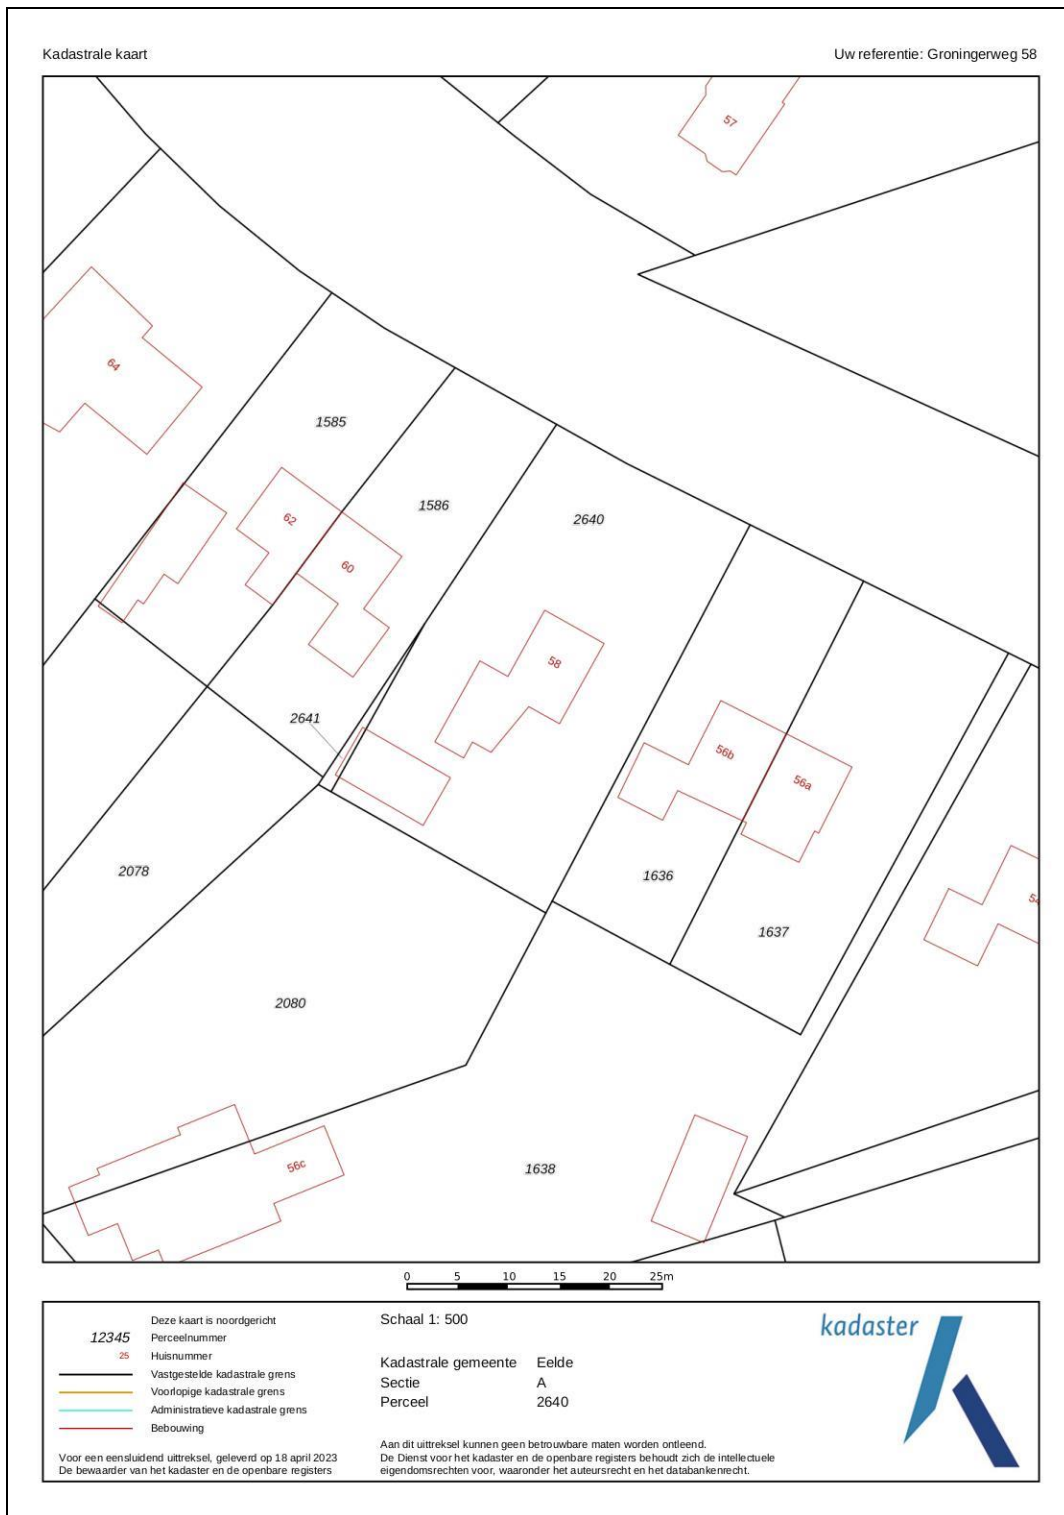 Kadastrale kaart
Uw referentie: Groningerweg 58
57
64
1585
1586
2640
62
60
58
2641
56b
56a
2078
1636
54
1637
2080
56c
1638
0 5 10 15 20 25m
Deze kaart is noordgericht
12345 Perceelnummer
25 Huisnummer
Vastgestelde kadastrale grens
Voorlopige kadastrale grens
Administratieve kadastrale grens
Bebouwing
Voor een eensluidend uittreksel, geleverd op 18 april 2023
De bewaarder van het kadaster en de openbare registers
Schaal 1: 500
Kadastrale gemeente Eelde
Sectie A
Perceel 2640
Aan dit uittreksel kunnen geen betrouwbare maten worden ontleend.
De Dienst voor het kadaster en de openbare registers behoudt zich de intellectuele
eigendomsrechten voor, waaronder het auteursrecht en het databankenrecht.
kadaster